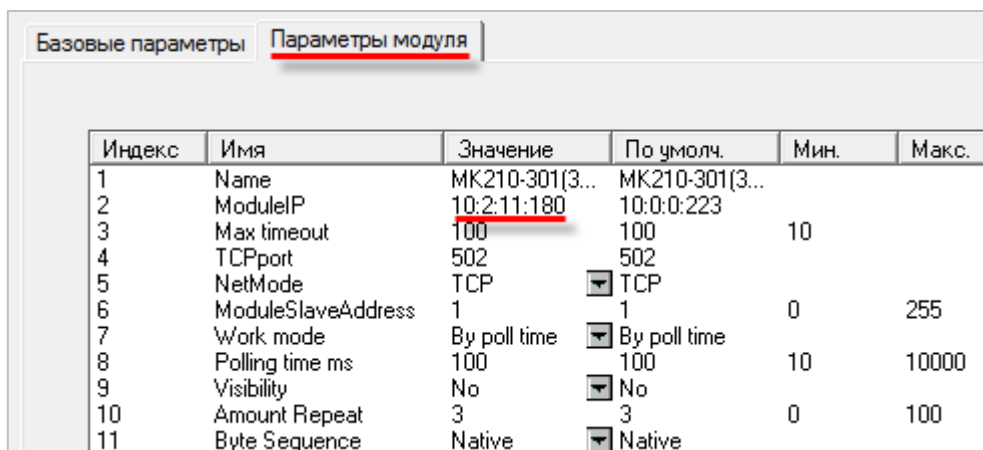 Базовые параметры Параметры модуля
Индекс Имя Значение По умолч. Мин. Макс.
1 Name МК210-301(3... МК210-301(3...
2 ModuleIP 10:2:11:180 10:0:0:223
3 Max timeout 100 100 10
4 TCPport 502 502
5 NetMode TCP TCP
6 ModuleSlaveAddress 1 1 0 255
7 Work mode By poll time By poll time
8 Polling time ms 100 100 10 10000
9 Visibility No No
10 Amount Repeat 3 3 0 100
11 Byte Sequence Native Native